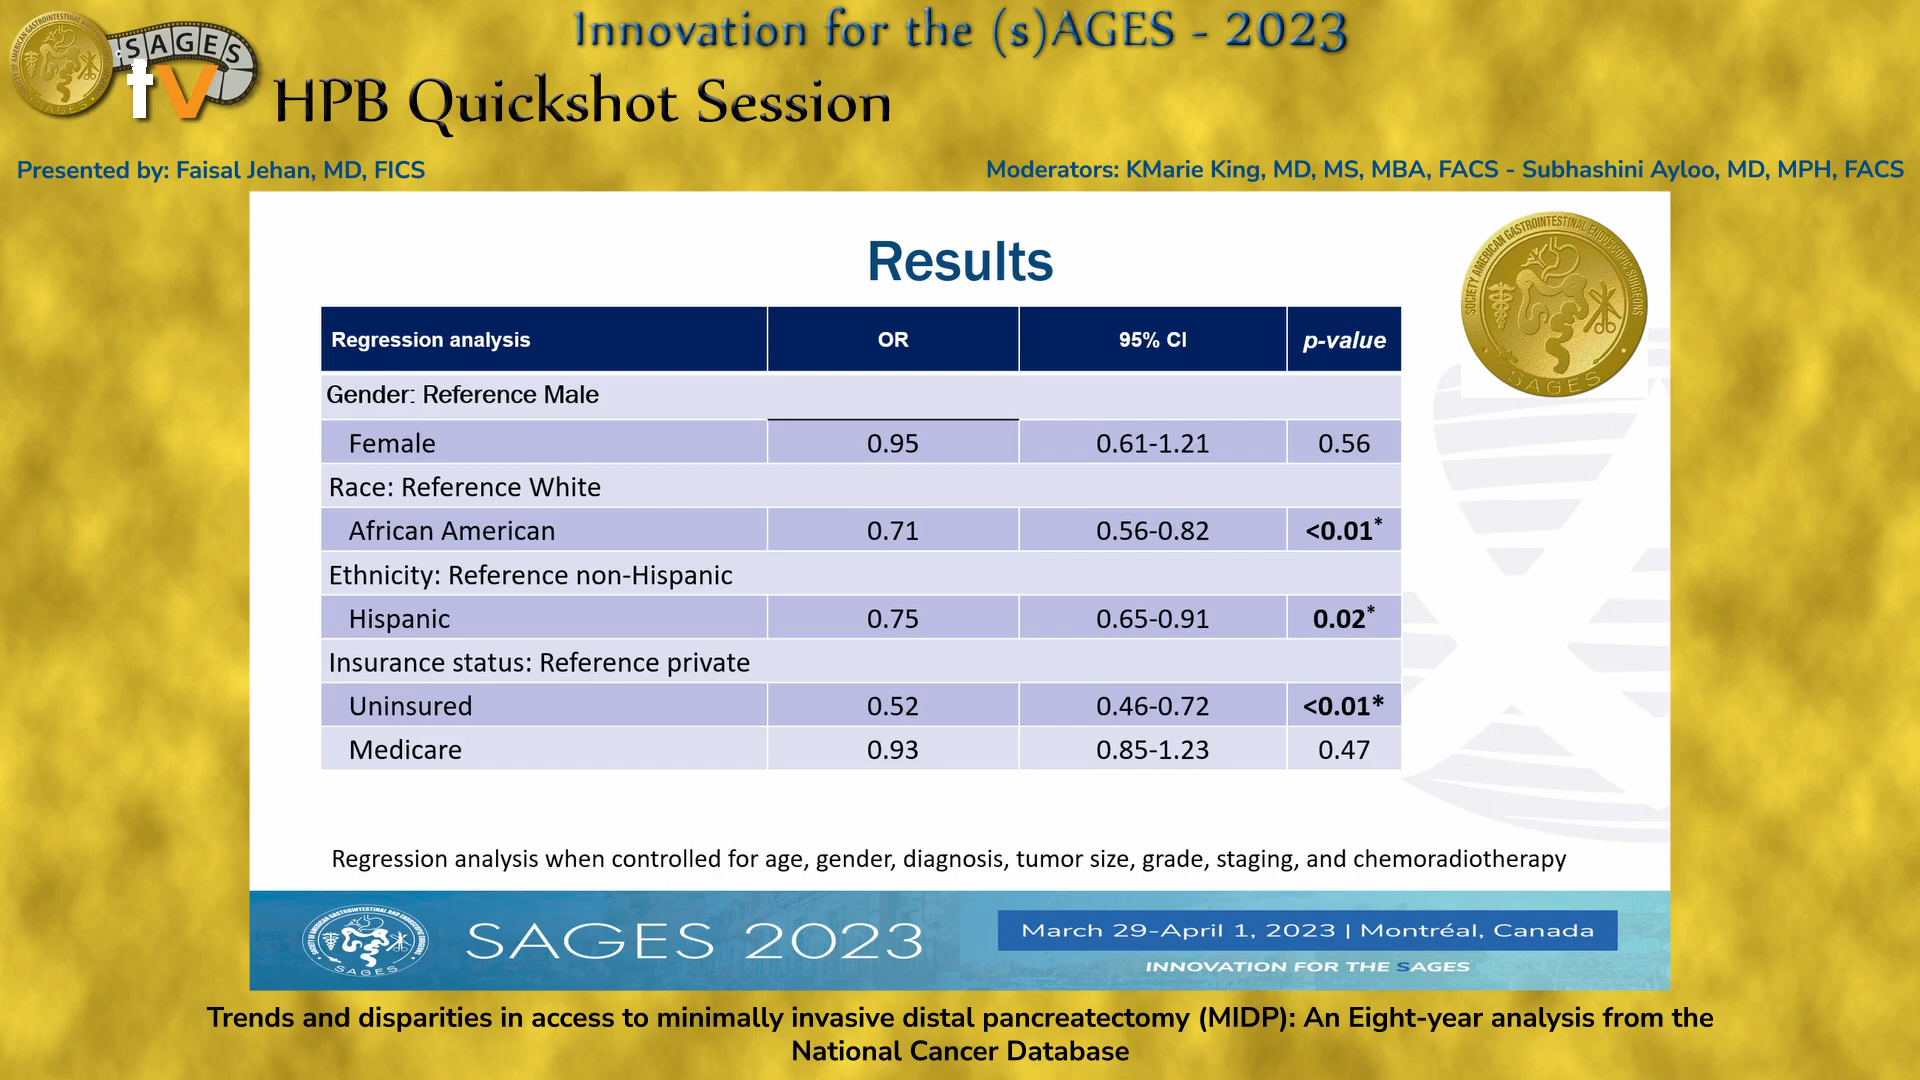 Innovation for the (s)AGES - 2023
SAGES
tv
HPB Quickshot Session
Presented by: Faisal Jehan, MD, FICS
Moderators: KMarie King, MD, MS, MBA, FACS - Subhashini Ayloo, MD, MPH, FACS
Results
SOCIETY AMERICAN GASTROINTESTINAL ENDOSCOPIC SURGEONS
SAGES
Regression analysis OR 95% CI p-value
Gender: Reference Male
Female 0.95 0.61-1.21 0.56
Race: Reference White
African American 0.71 0.56-0.82 <0.01*
Ethnicity: Reference non-Hispanic
Hispanic 0.75 0.65-0.91 0.02*
Insurance status: Reference private
Uninsured 0.52 0.46-0.72 <0.01*
Medicare 0.93 0.85-1.23 0.47
Regression analysis when controlled for age, gender, diagnosis, tumor size, grade, staging, and chemoradiotherapy
SAGES
SAGES 2023
March 29-April 1, 2023 | Montréal, Canada
INNOVATION FOR THE SAGES
Trends and disparities in access to minimally invasive distal pancreatectomy (MIDP): An Eight-year analysis from the
National Cancer Database